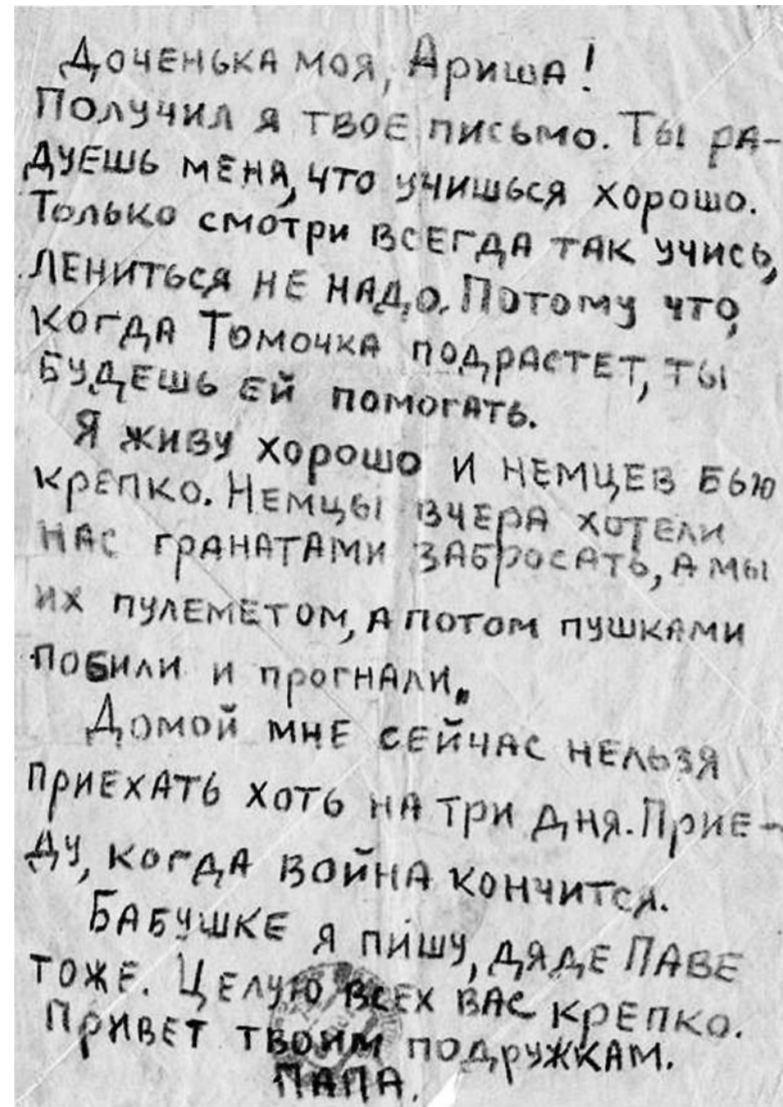 Доченька моя, Ариша!
Получил я твое письмо. Ты ра-
дуешь меня, что учишься хорошо.
Только смотри всегда так учись,
лениться не надо. Потому что,
когда Томочка подрастет, ты
будешь ей помогать.
Я живу хорошо и немцев бью
крепко. Немцы вчера хотели
нас гранатами забросать, а мы
их пулеметом, а потом пушками
побили и прогнали.
Домой мне сейчас нельзя
приехать хоть на три дня. Прие-
ду, когда война кончится.
Бабушке я пишу, дяде Паве
тоже. Целую всех вас крепко.
Привет твоим подружкам.
Папа.